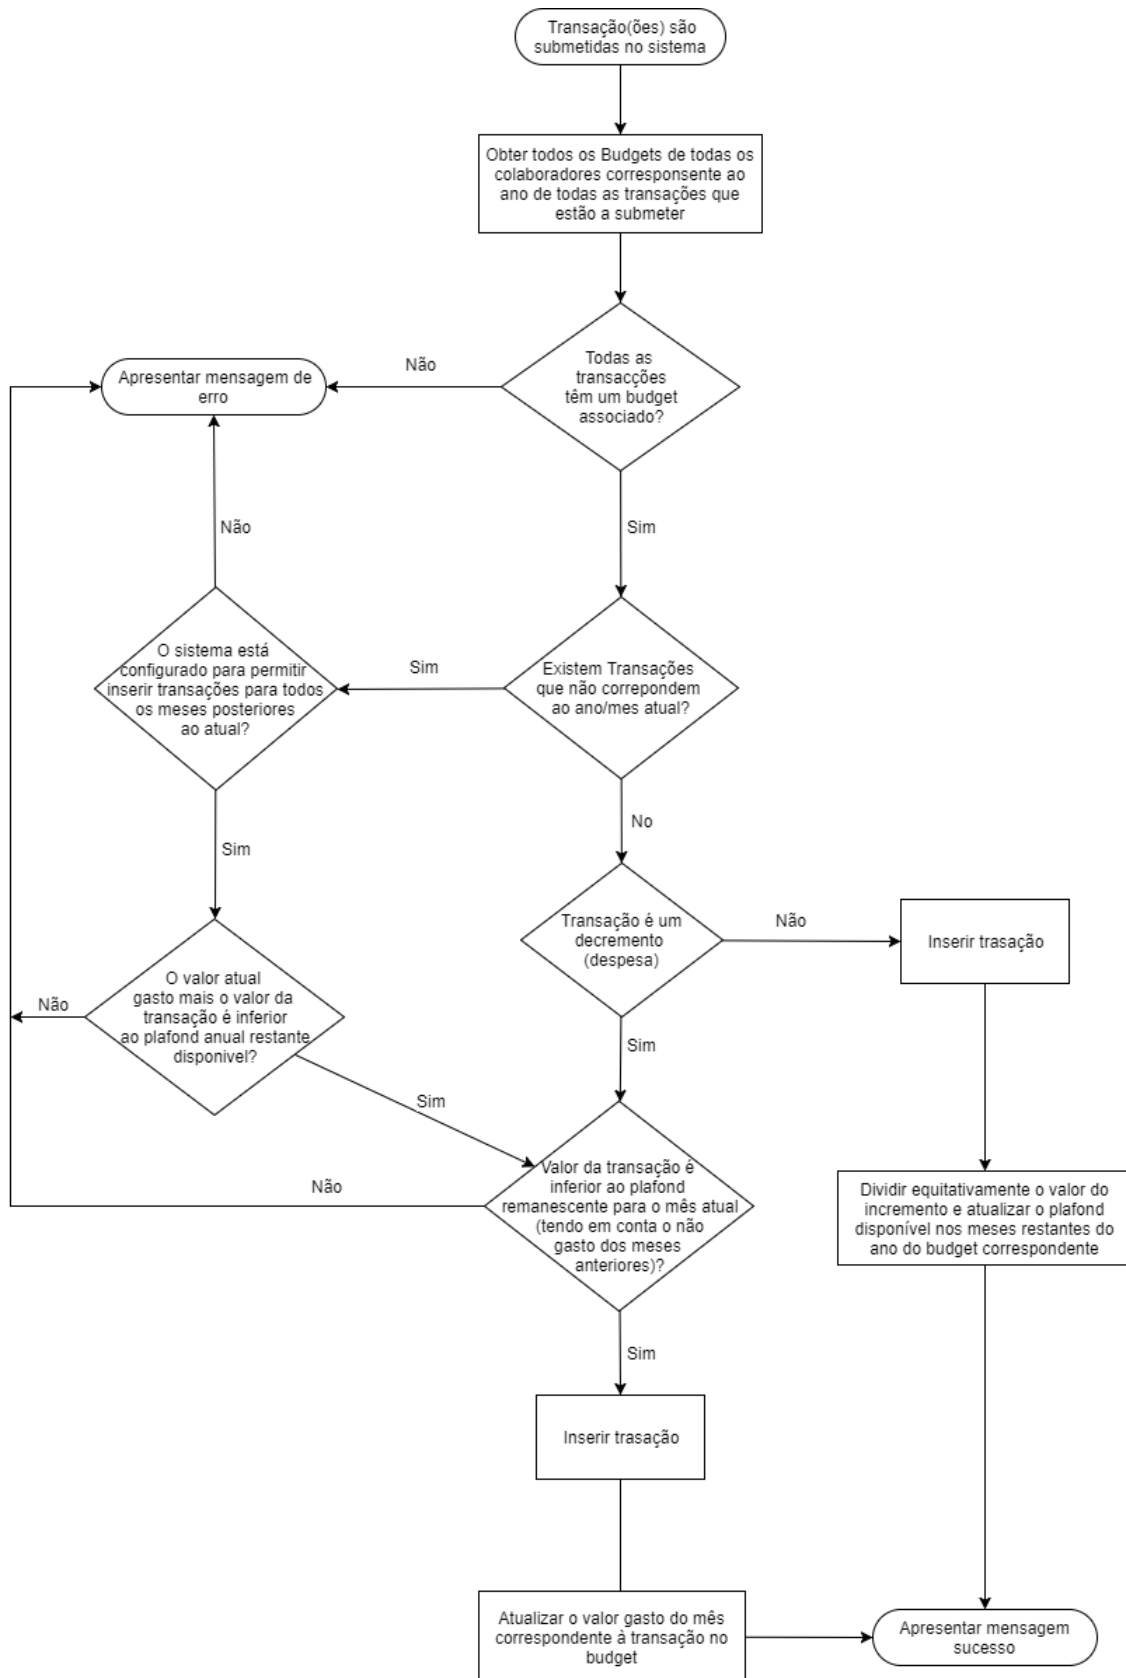 Transação(ões) são
submetidas no sistema
Obter todos os Budgets de todas os
colaboradores corresponsente ao
ano de todas as transações que
estão a submeter
Todas as
transacções
têm um budget
associado?
Não
Apresentar mensagem de
erro
Sim
Não
Existem Transações
que não correpondem
ao ano/mes atual?
Sim
O sistema está
configurado para permitir
inserir transações para todos
os meses posteriores
ao atual?
No
Sim
Transação é um
decremento
(despesa)
Não
Inserir trasação
O valor atual
gasto mais o valor da
transação é inferior
ao plafond anual restante
disponivel?
Não
Sim
Sim
Valor da transação é
inferior ao plafond
remanescente para o mês atual
(tendo em conta o não
gasto dos meses
anteriores)?
Não
Dividir equitativamente o valor do
incremento e atualizar o plafond
disponível nos meses restantes do
ano do budget correspondente
Sim
Inserir trasação
Atualizar o valor gasto do mês
correspondente à transação no
budget
Apresentar mensagem
sucesso